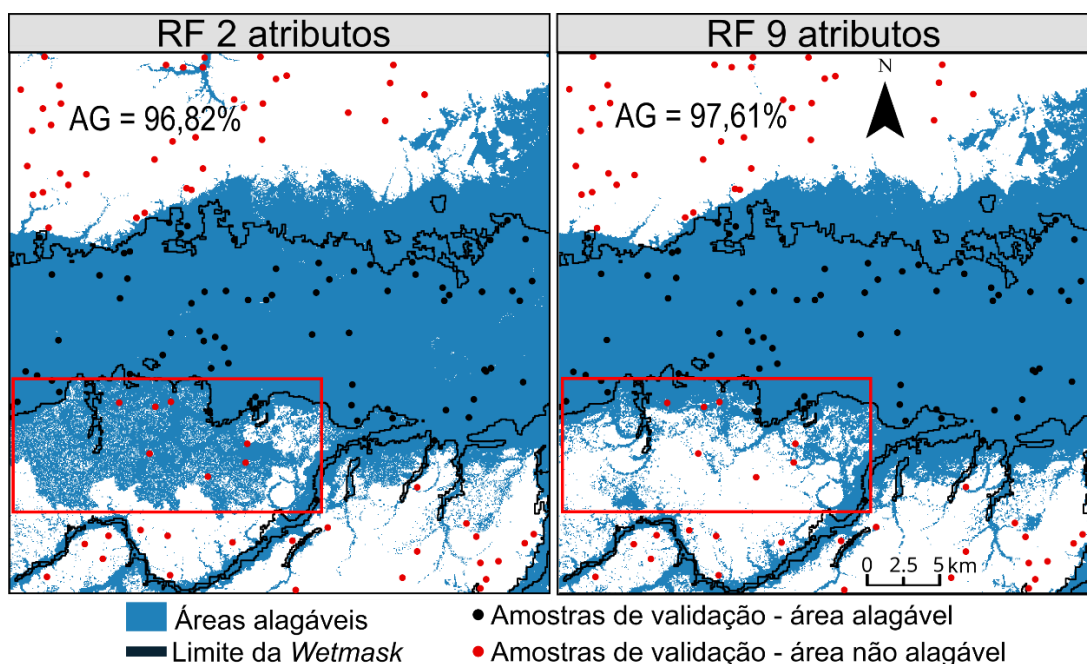 RF 2 atributos
RF 9 atributos
AG = 96,82%
AG = 97,61%
N
0 2.5 5 km
Áreas alagáveis
Amostras de validação - área alagável
Limite da Wetmask
Amostras de validação - área não alagável